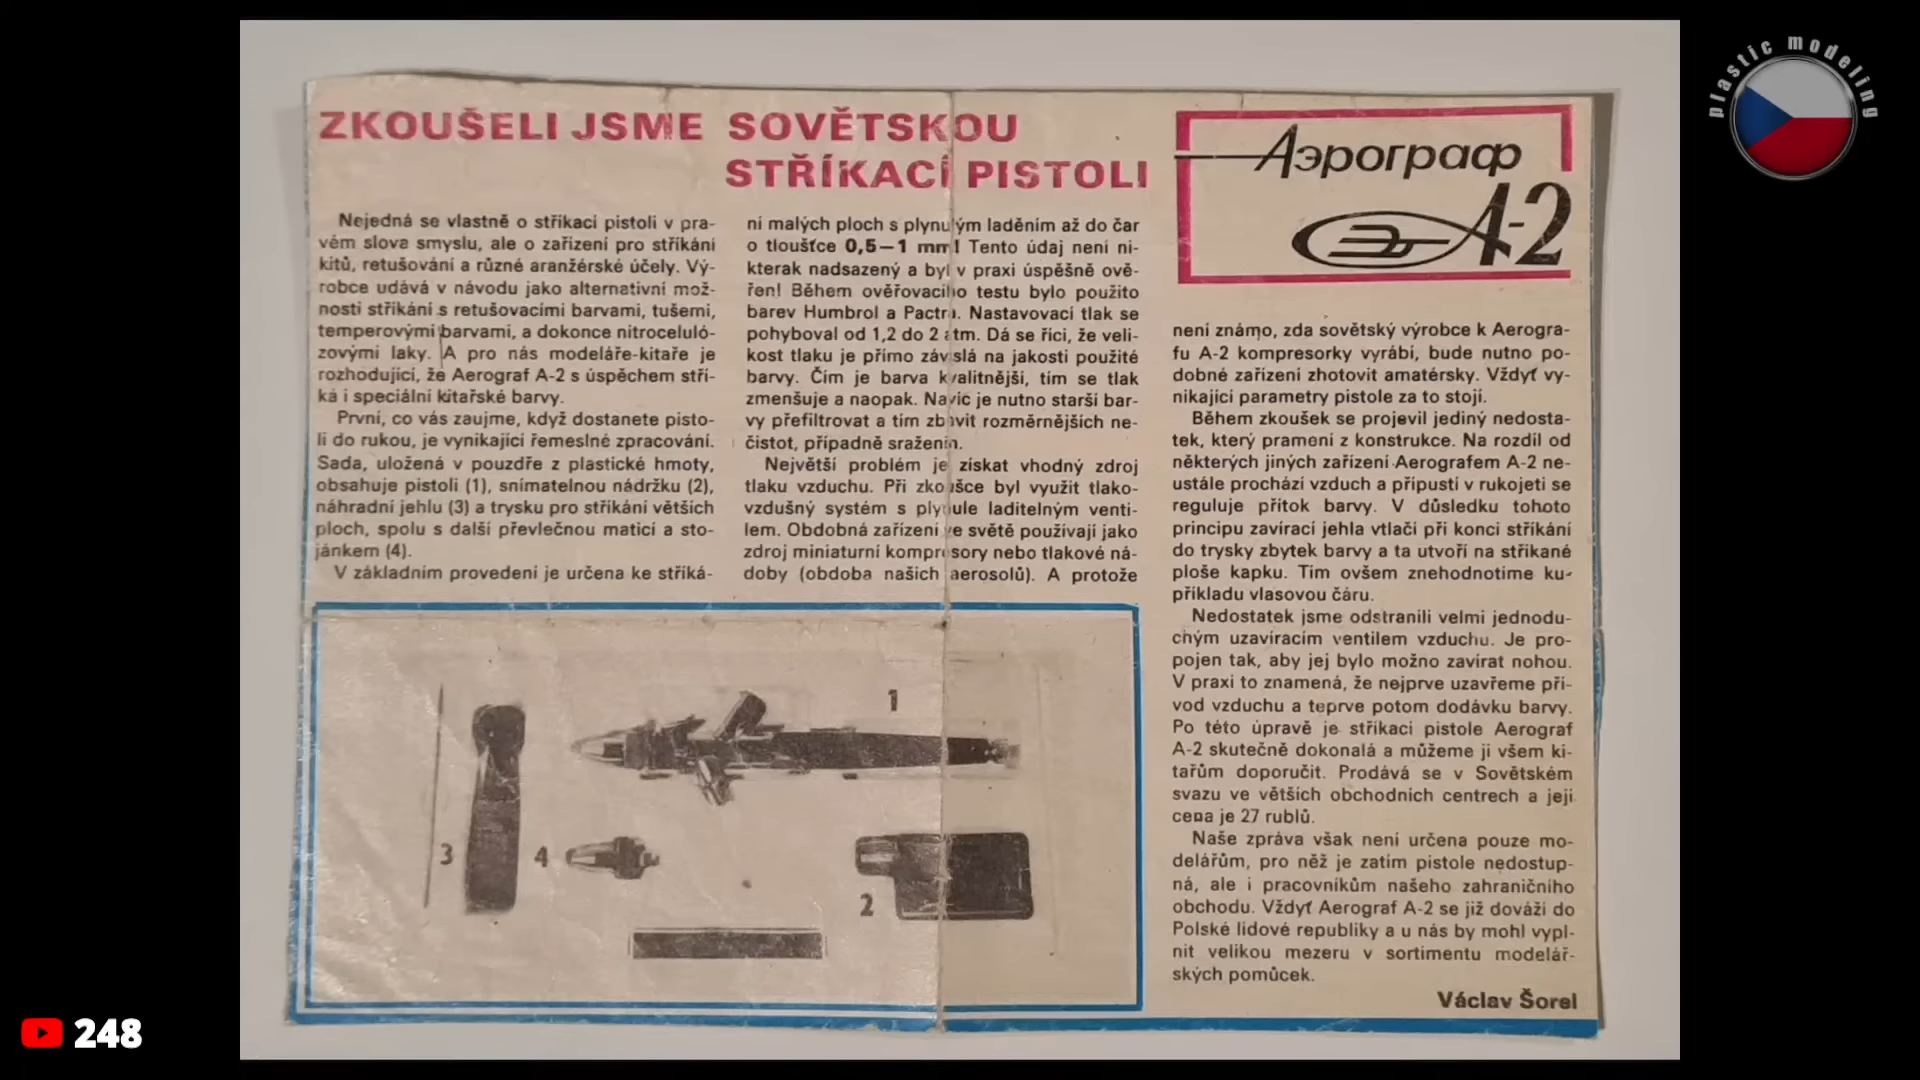 ZKOUŠELI JSME SOVĚTSKOU
STŘÍKACÍ PISTOLI
Nejedná se vlastně o stříkací pistoli v pra-
vém slova smyslu, ale o zařízení pro stříkání
kitů, retušování a různé aranžérské účely. Vý-
robce udává v návodu jako alternativní mož-
nosti stříkání s retušovacími barvami, tušemi,
temperovými barvami, a dokonce nitroceluló-
zovými laky. A pro nás modeláře-kitaře je
rozhodující, že Aerograf A-2 s úspěchem stří-
ká i speciální kitařské barvy.
První, co vás zaujme, když dostanete pisto-
li do rukou, je vynikající řemeslné zpracování.
Sada, uložená v pouzdře z plastické hmoty,
obsahuje pistoli (1), snímatelnou nádržku (2),
náhradní jehlu (3) a trysku pro stříkání větších
ploch, spolu s další převlečnou maticí a sto-
jánkem (4).
V základním provedení je určena ke stříká-
ní malých ploch s plynulým laděním až do čar
o tloušťce 0,5—1 mm! Tento údaj není ni-
kterak nadsazený a byl v praxi úspěšně ově-
řen! Během ověřovacího testu bylo použito
barev Humbrol a Pactra. Nastavovací tlak se
pohyboval od 1,2 do 2 atm. Dá se říci, že veli-
kost tlaku je přímo závislá na jakosti použité
barvy. Čím je barva kvalitnější, tím se tlak
zmenšuje a naopak. Navíc je nutno starší bar-
vy přefiltrovat a tím zbavit rozměrnějších ne-
čistot, případně sraženin.
Největší problém je získat vhodný zdroj
tlaku vzduchu. Při zkoušce byl využit tlako-
vzdušný systém s plynule laditelným venti-
lem. Obdobná zařízení ve světě používají jako
zdroj miniaturní kompresory nebo tlakové ná-
doby (obdoba našich aerosolů). A protože
Аэрограф
А-2
není známo, zda sovětský výrobce k Aerogra-
fu A-2 kompresorky vyrábí, bude nutno po-
dobné zařízení zhotovit amatérsky. Vždyť vy-
nikající parametry pistole za to stojí.
Během zkoušek se projevil jediný nedosta-
tek, který pramení z konstrukce. Na rozdíl od
některých jiných zařízení Aerografem A-2 ne-
ustále prochází vzduch a přípustí v rukojeti se
reguluje přítok barvy. V důsledku tohoto
principu zavírací jehla vtlačí při konci stříkání
do trysky zbytek barvy a ta utvoří na stříkané
ploše kapku. Tím ovšem znehodnotíme ku-
příkladu vlasovou čáru.
Nedostatek jsme odstranili velmi jednodu-
chým uzavíracím ventilem vzduchu. Je pro-
pojen tak, aby jej bylo možno zavírat nohou.
V praxi to znamená, že nejprve uzavřeme pří-
vod vzduchu a teprve potom dodávku barvy.
Po této úpravě je stříkací pistole Aerograf
A-2 skutečně dokonalá a můžeme ji všem ki-
tařům doporučit. Prodává se v Sovětském
svazu ve větších obchodních centrech a její
cena je 27 rublů.
Naše zpráva však není určena pouze mo-
delářům, pro něž je zatím pistole nedostup-
ná, ale i pracovníkům našeho zahraničního
obchodu. Vždyť Aerograf A-2 se již dováží do
Polské lidové republiky a u nás by mohl vypl-
nit velikou mezeru v sortimentu modelář-
ských pomůcek.
Václav Šorel
1
3
4
2
plastic modeling
248